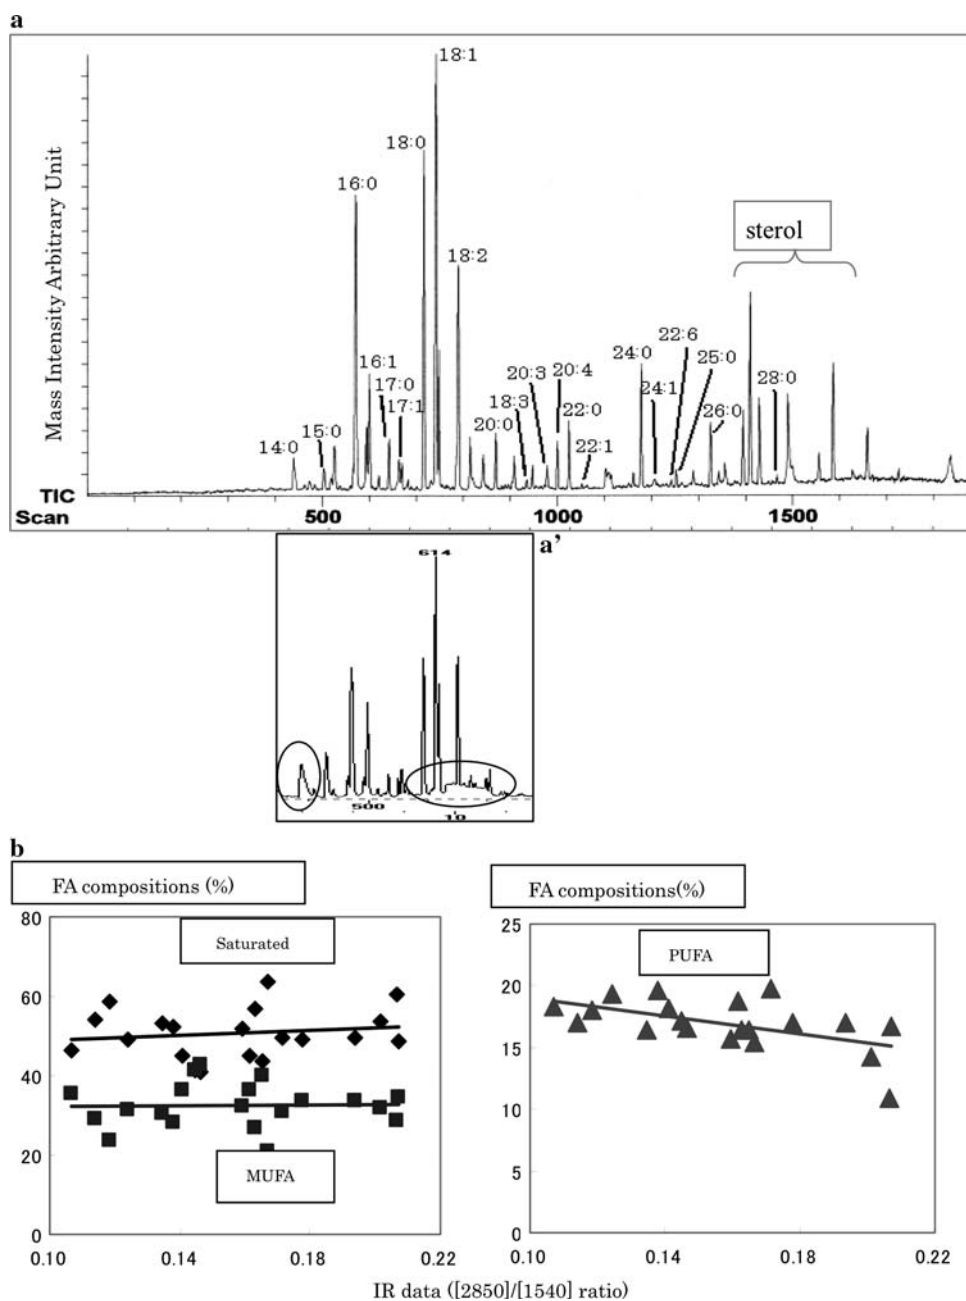 a
Mass Intensity Arbitrary Unit
18:1
18:0
16:0
18:2
sterol
16:1
17:0
17:1
15:0
14:0
20:0
18:3
20:3
20:4
22:0
22:1
24:0
24:1
22:6
25:0
26:0
28:0
TIC
Scan 500 1000 1500
a’
614
500
10
b
FA compositions (%)
80
60
40
20
0
Saturated
MUFA
0.10 0.14 0.18 0.22
FA compositions(%)
25
20
15
10
5
0
PUFA
0.10 0.14 0.18 0.22
IR data ([2850]/[1540] ratio)